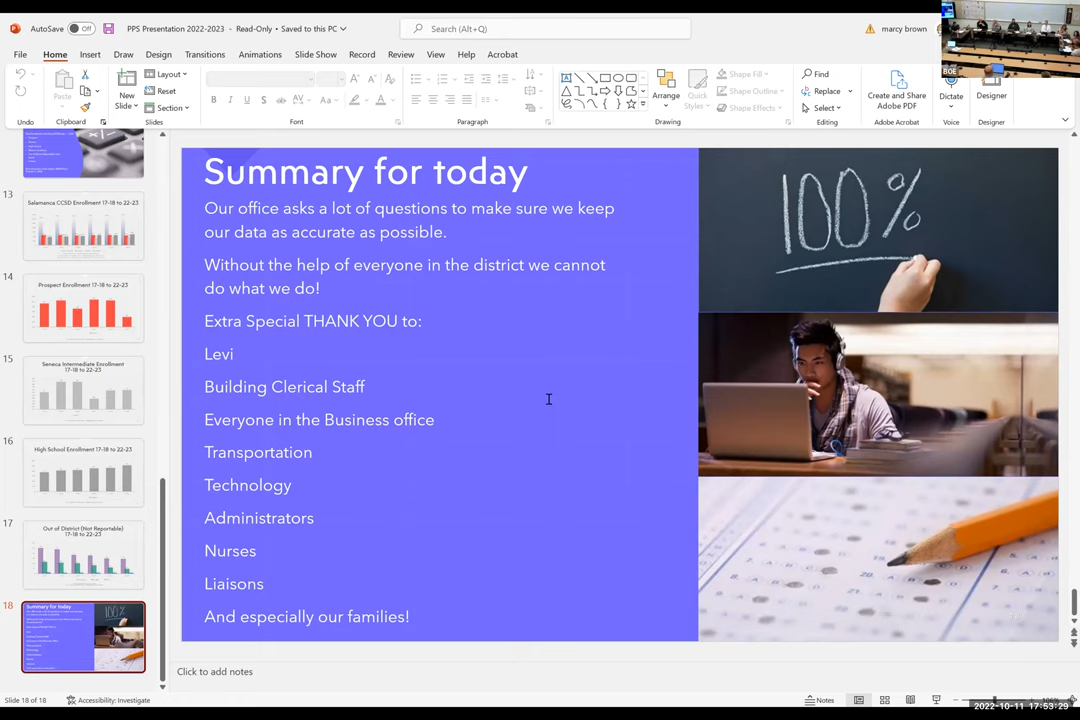 AutoSave
Off
PPS Presentation 2022-2023 - Read-Only • Saved to this PC
Search (Alt+Q)
marcy brown
File
Home
Insert
Draw
Design
Transitions
Animations
Slide Show
Record
Review
View
Help
Acrobat
Paste
New Slide
Layout
Reset
Section
Arrange
Quick Styles
Shape Fill
Shape Outline
Shape Effects
Find
Replace
Select
Create and Share Adobe PDF
Dictate
Designer
BOE
Undo
Clipboard
Slides
Font
Paragraph
Drawing
Editing
Adobe Acrobat
Voice
Designer
13
Salamanca CCSD Enrollment 17-18 to 22-23
14
Prospect Enrollment 17-18 to 22-23
15
Seneca Intermediate Enrollment
17-18 to 22-23
16
High School Enrollment 17-18 to 22-23
17
Out of District (Not Reportable)
17-18 to 22-23
18
Summary for today
Summary for today
Our office asks a lot of questions to make sure we keep
our data as accurate as possible.
Without the help of everyone in the district we cannot
do what we do!
Extra Special THANK YOU to:
Levi
Building Clerical Staff
Everyone in the Business office
Transportation
Technology
Administrators
Nurses
Liaisons
And especially our families!
100%
Click to add notes
Slide 18 of 18
Accessibility: Investigate
Notes
2022-10-11 17:53:29